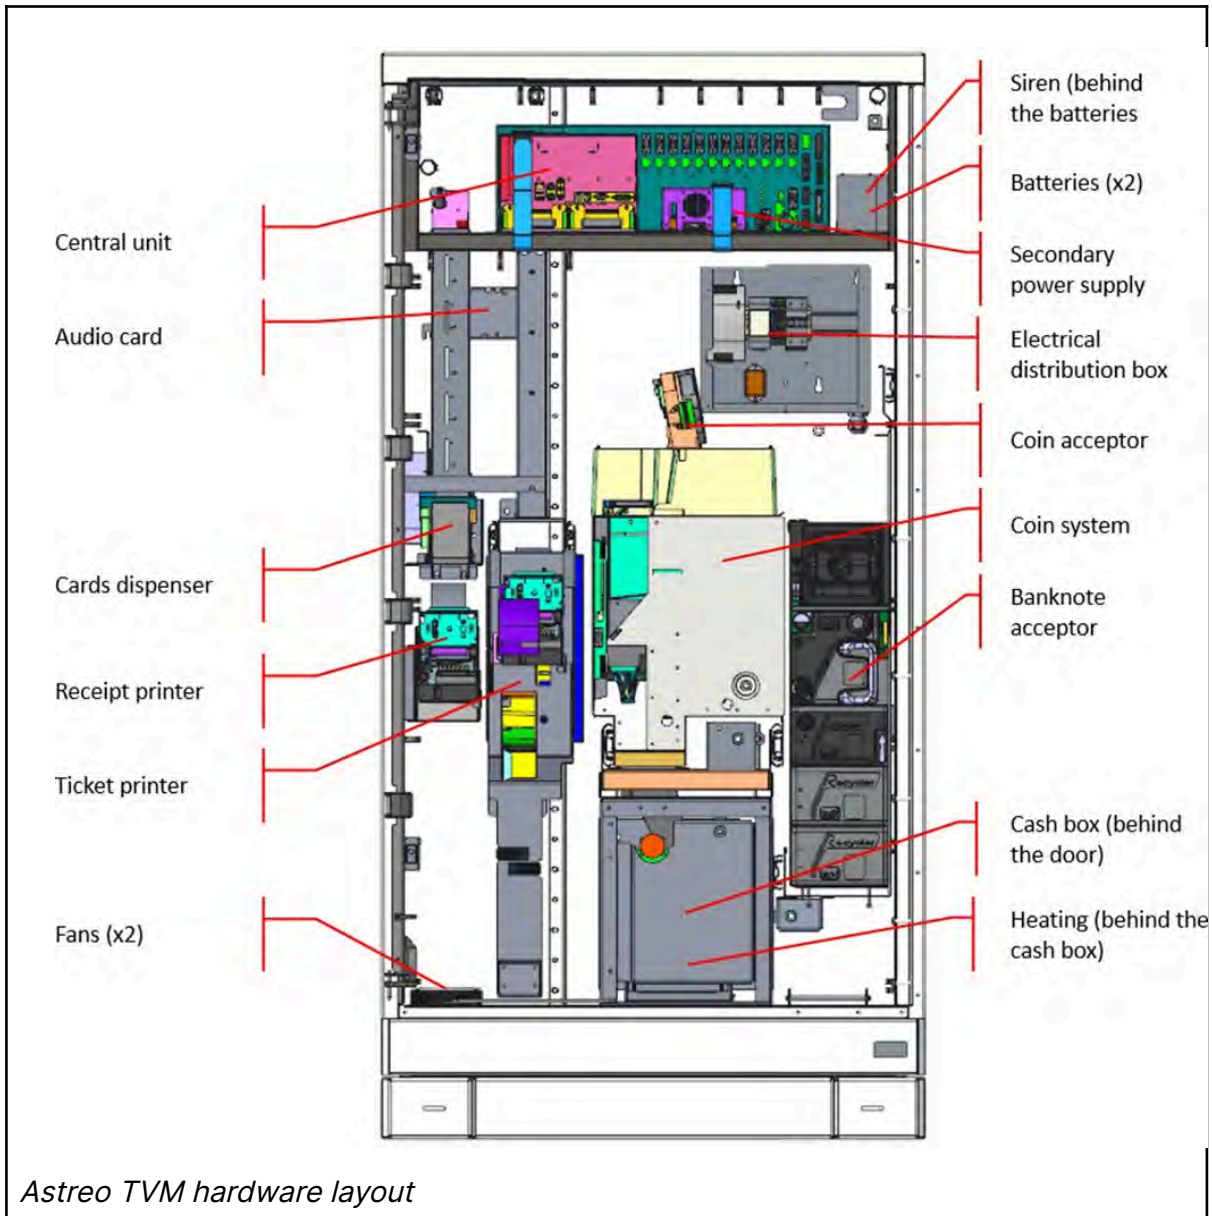 Siren (behind
the batteries
Batteries (x2)
Central unit
Secondary
power supply
Audio card
Electrical
distribution box
Coin acceptor
Coin system
Cards dispenser
Banknote
acceptor
Receipt printer
Ticket printer
Cash box (behind
the door)
Fans (x2)
Heating (behind the
cash box)
Recycler
Recycler
Astreo TVM hardware layout